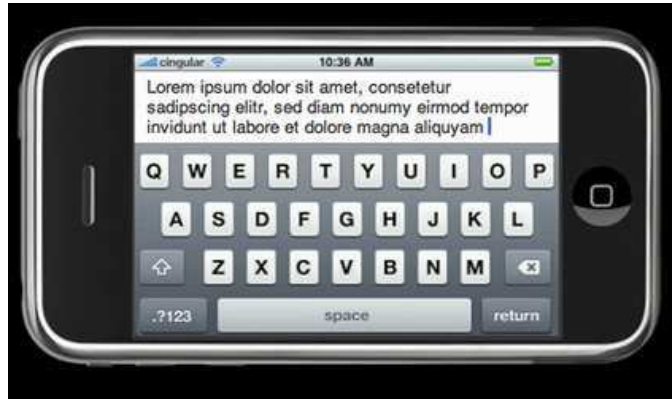 cingular 10:36 AM
Lorem ipsum dolor sit amet, consetetur
sadipscing elitr, sed diam nonumy eirmod tempor
invidunt ut labore et dolore magna aliquyam
Q W E R T Y U I O P
A S D F G H J K L
Z X C V B N M
.?123 space return